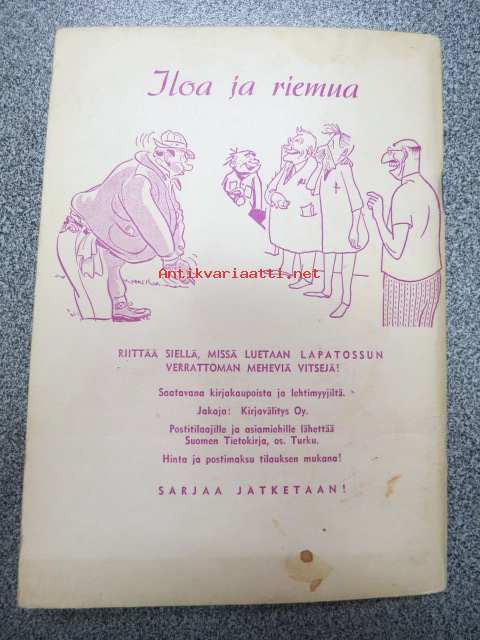 Iloa ja riemua
Antikvariaatti.net
RIITTÄÄ SIELLÄ, MISSÄ LUETAAN LAPATOSSUN
VERRATTOMAN MEHEVIÄ VITSEJÄ!
Saatavana kirjakaupoista ja lehtimyyjiltä.
Jakaja: Kirjavälitys Oy.
Postitilaajille ja asiamiehille lähettää
Suomen Tietokirja, os. Turku.
Hinta ja postimaksu tilauksen mukana!
SARJAA JATKETAAN!